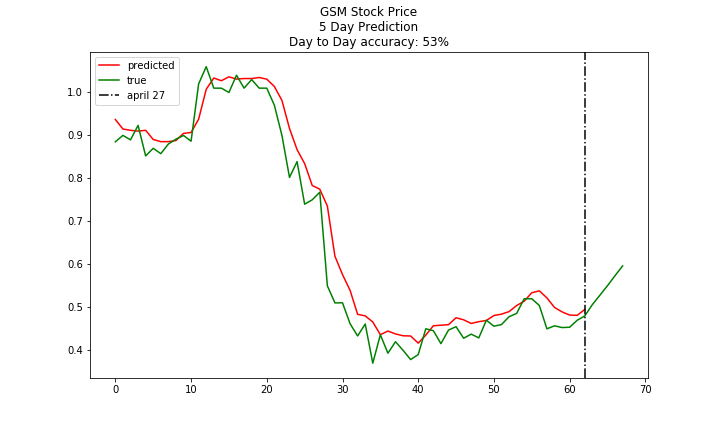 GSM Stock Price
5 Day Prediction
Day to Day accuracy: 53%
predicted
true
april 27
1.0
0.9
0.8
0.7
0.6
0.5
0.4
0 10 20 30 40 50 60 70